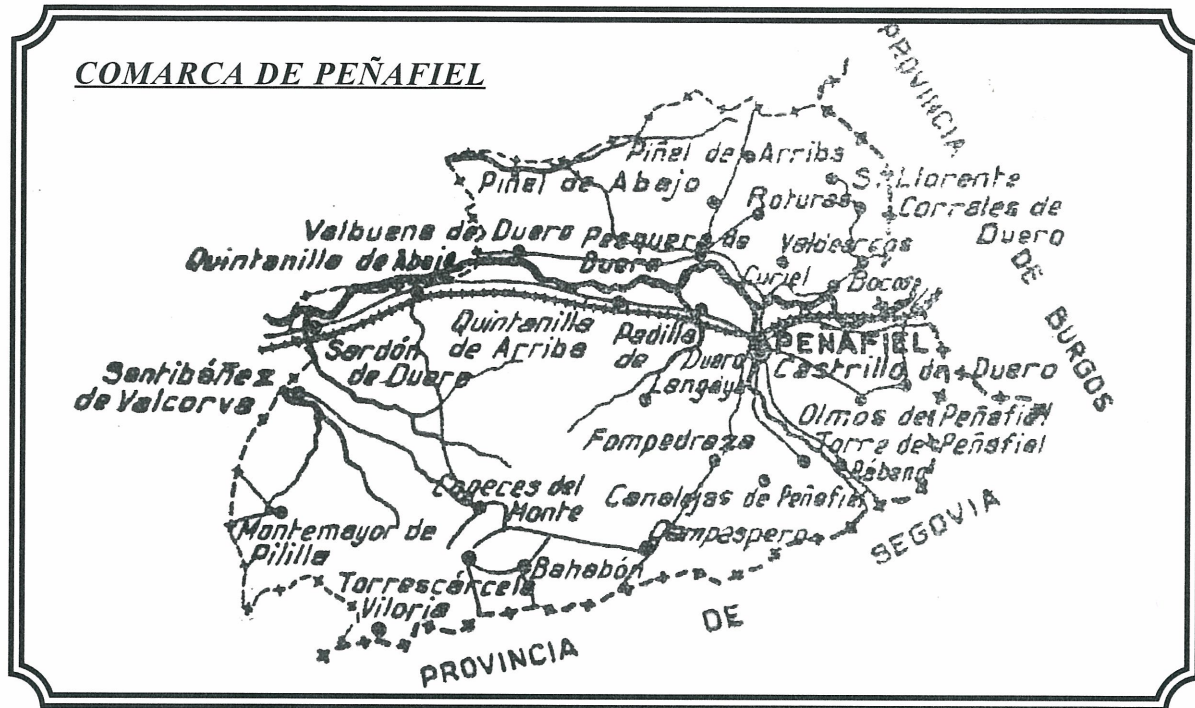 COMARCA DE PEÑAFIEL
PROVINCIA
DE
BURGOS
Piñel de Arriba
Piñel de Abajo
S. Llorente
Roturas
Corrales de
Duero
Valbuena de Duero
Pesquera de
Duero
Valdearcos
Quintanilla de Abajo
Curiel
Bocos
Quintanilla
de Arriba
Padilla
de Duero
PEÑAFIEL
Sardón
de Duero
Langayo
Castrillo de Duero
Santibáñez
de Valcorva
Olmos de Peñafiel
Fompedraza
Torre de Peñafiel
Rábano
Canalejas de Peñafiel
Cogeces del
Monte
Campaspero
Montemayor de
Pililla
Bahabón
Torrescárcela
Viloria
PROVINCIA
DE
SEGOVIA